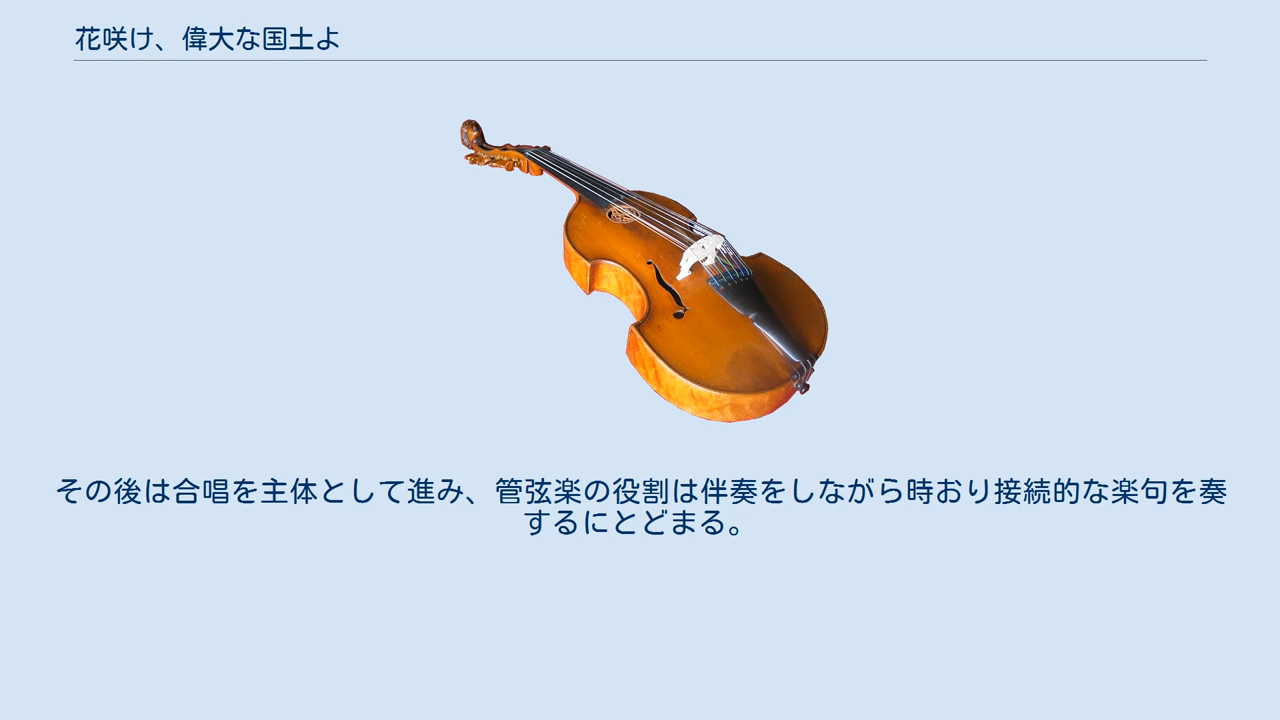 花咲け、偉大な国土よ
その後は合唱を主体として進み、管弦楽の役割は伴奏をしながら時おり接続的な楽句を奏
するにとどまる。